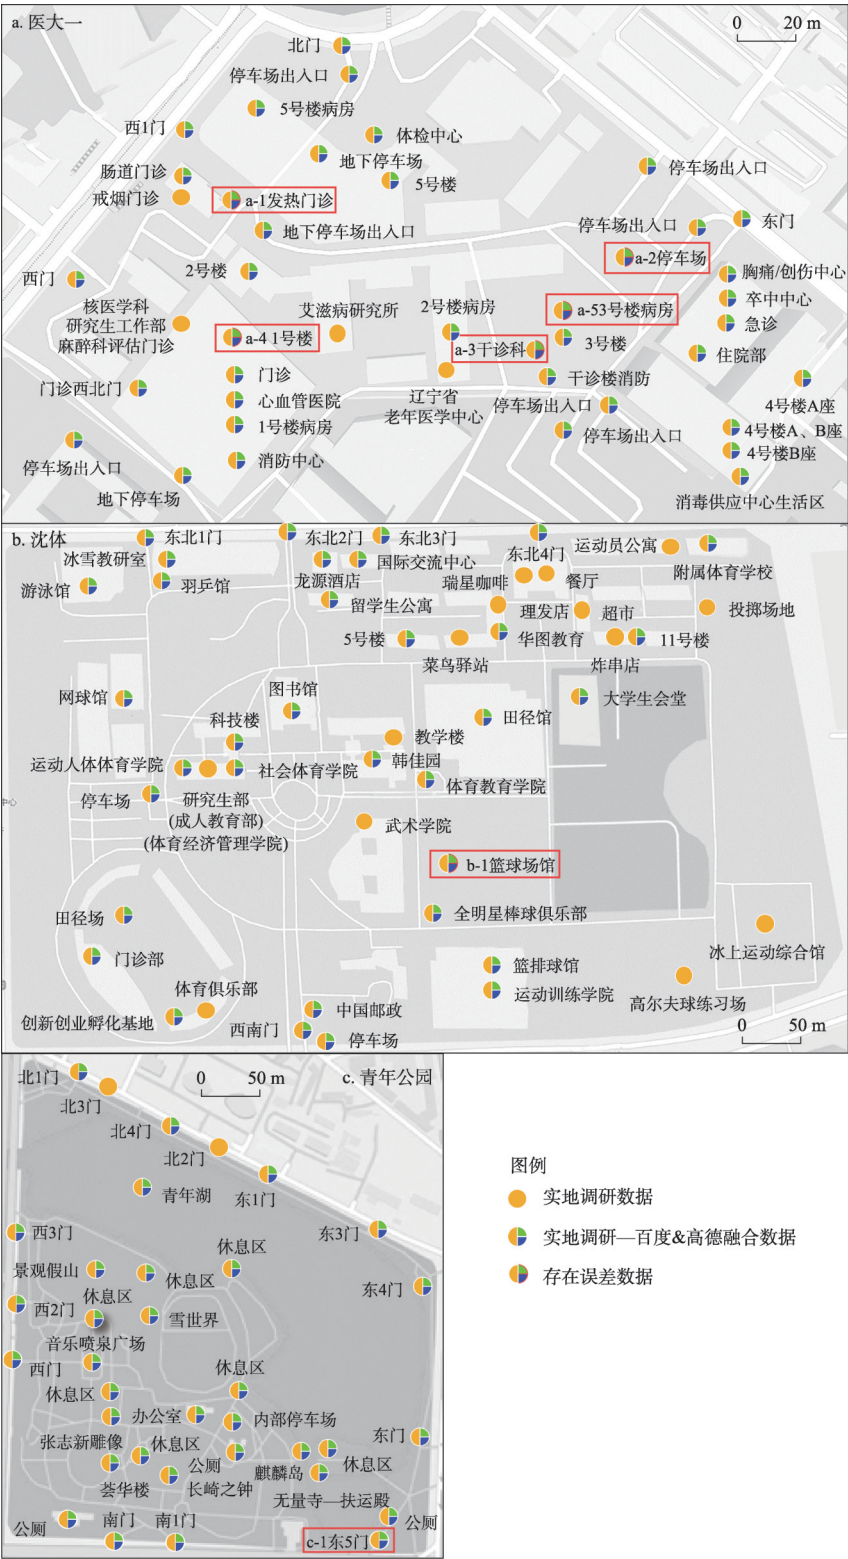 a. 医大一
0 20 m
北门
停车场出入口
5号楼病房
西1门
体检中心
地下停车场
停车场出入口
肠道门诊
5号楼
戒烟门诊
a-1发热门诊
停车场出入口
东门
地下停车场出入口
a-2停车场
西门
2号楼
胸痛/创伤中心
卒中中心
核医学科
研究生工作部
麻醉科评估门诊
艾滋病研究所
2号楼病房
a-53号楼病房
急诊
a-4 1号楼
a-3干诊科
3号楼
住院部
门诊西北门
门诊
辽宁省
老年医学中心
干诊楼消防
心血管医院
停车场出入口
4号楼A座
1号楼病房
停车场出入口
4号楼A、B座
4号楼B座
停车场出入口
消防中心
地下停车场
消毒供应中心生活区
b. 沈体
东北1门
东北2门
东北3门
东北4门
运动员公寓
冰雪教研室
国际交流中心
附属体育学校
游泳馆
羽乒馆
龙源酒店
瑞星咖啡
餐厅
留学生公寓
理发店
超市
投掷场地
5号楼
菜鸟驿站
华图教育
炸串店
11号楼
网球馆
图书馆
大学生会堂
科技楼
田径馆
教学楼
运动人体体育学院
社会体育学院
韩佳园
停车场
研究生部
(成人教育部)
(体育经济管理学院)
体育教育学院
武术学院
b-1篮球场馆
田径场
全明星棒球俱乐部
冰上运动综合馆
门诊部
篮排球馆
体育俱乐部
运动训练学院
高尔夫球练习场
创新创业孵化基地
中国邮政
西南门
停车场
0 50 m
北1门
0 50 m
c. 青年公园
北3门
北4门
北2门
青年湖
东1门
西3门
东3门
休息区
景观假山
休息区
东4门
休息区
西2门
雪世界
音乐喷泉广场
西门
休息区
休息区
办公室
内部停车场
东门
张志新雕像
休息区
公厕
麒麟岛
休息区
荟华楼
长崎之钟
无量寺—扶运殿
公厕
南门
南1门
公厕
c-1东5门
图例
实地调研数据
实地调研—百度&高德融合数据
存在误差数据